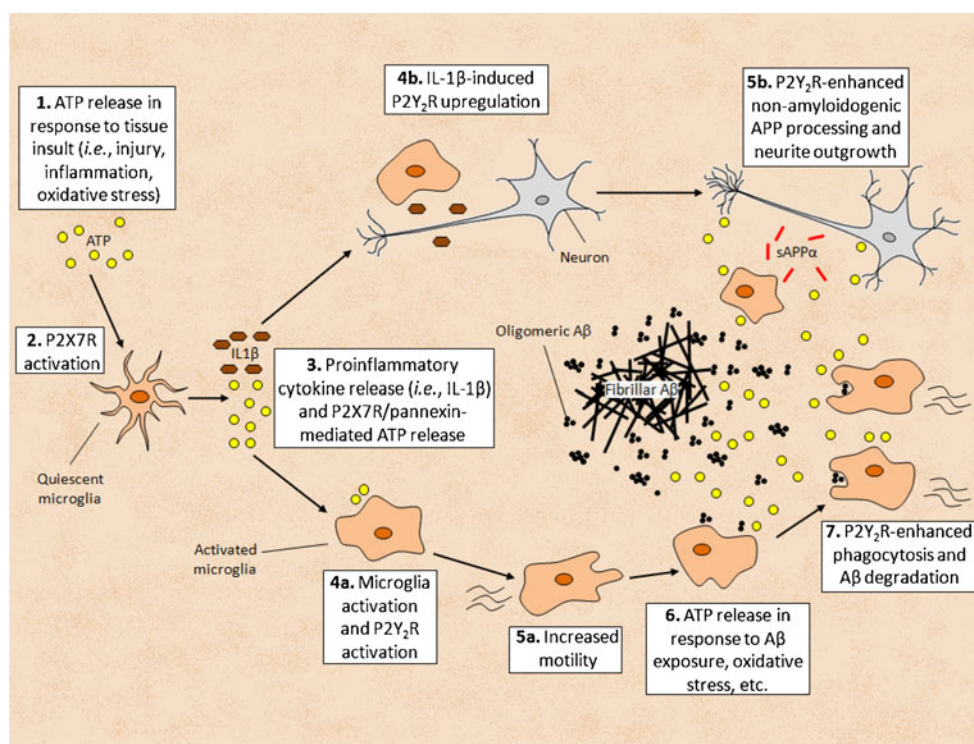 1. ATP release in
response to tissue
insult (i.e., injury,
inflammation,
oxidative stress)
ATP
2. P2X7R
activation
Quiescent
microglia
IL1β
3. Proinflammatory
cytokine release (i.e., IL-1β)
and P2X7R/pannexin-
mediated ATP release
4b. IL-1β-induced
P2Y₂R upregulation
Neuron
5b. P2Y₂R-enhanced
non-amyloidogenic
APP processing and
neurite outgrowth
sAPPα
Oligomeric Aβ
Fibrillar Aβ
Activated
microglia
4a. Microglia
activation
and P2Y₂R
activation
5a. Increased
motility
6. ATP release in
response to Aβ
exposure, oxidative
stress, etc.
7. P2Y₂R-enhanced
phagocytosis and
Aβ degradation